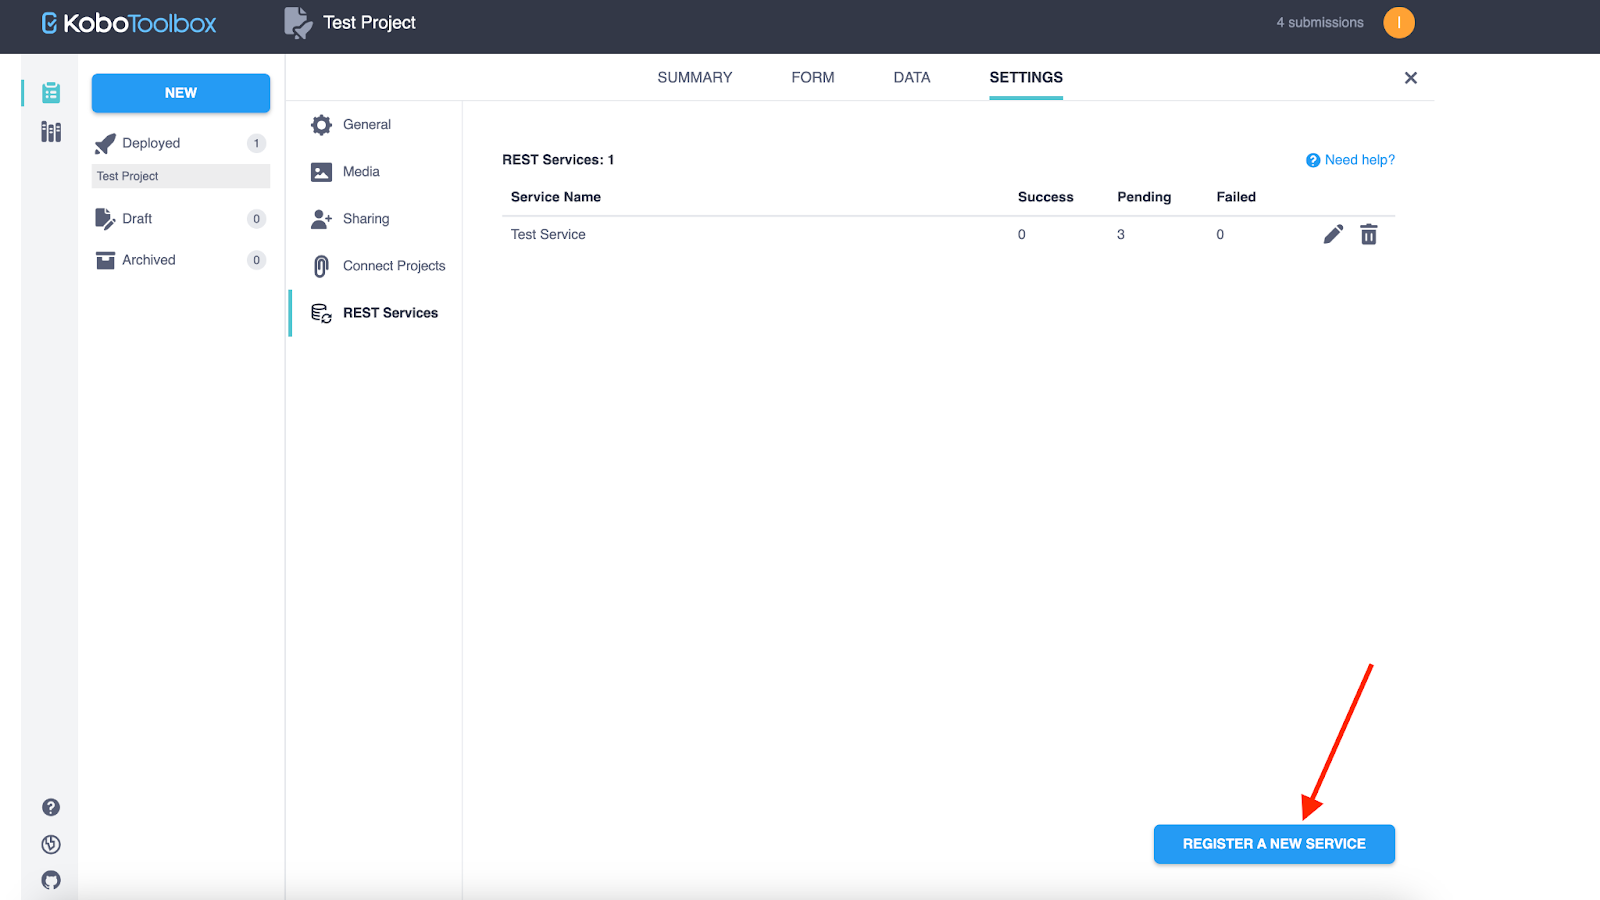 KoboToolbox
Test Project
4 submissions
I
NEW
Deployed 1
Test Project
Draft 0
Archived 0
SUMMARY FORM DATA SETTINGS
General
Media
Sharing
Connect Projects
REST Services
REST Services: 1
Need help?
Service Name Success Pending Failed
Test Service 0 3 0
REGISTER A NEW SERVICE